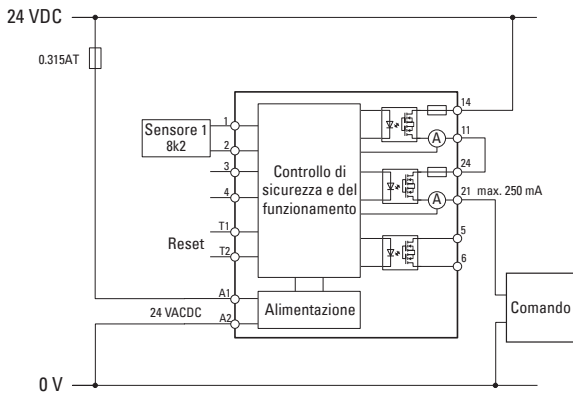 24 VDC
0.315AT
14
1
Sensore 1
8k2
11
2
3
24
Controllo di
sicurezza e del
funzionamento
A
A
4
21 max. 250 mA
T1
Reset
T2
5
6
A1
Alimentazione
24 VACDC
A2
Comando
0 V